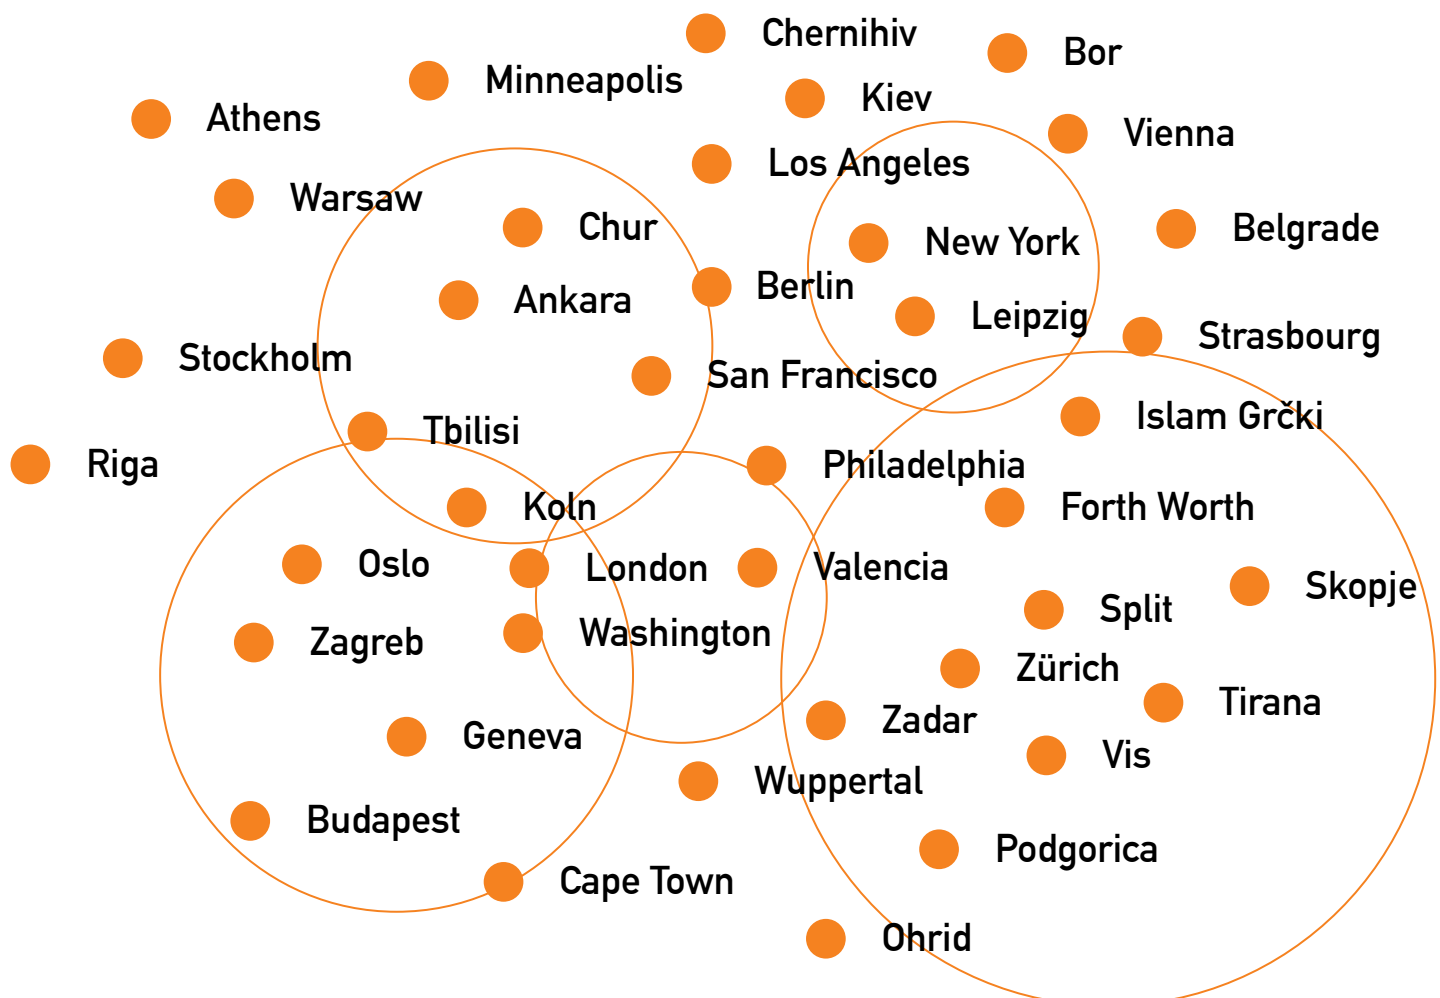 Chernihiv
Bor
Minneapolis
Kiev
Athens
Vienna
Los Angeles
Warsaw
Chur
Belgrade
New York
Berlin
Ankara
Leipzig
Strasbourg
Stockholm
San Francisco
Islam Grčki
Tbilisi
Riga
Philadelphia
Koln
Forth Worth
Oslo
London
Valencia
Skopje
Split
Washington
Zagreb
Zürich
Tirana
Zadar
Geneva
Vis
Wuppertal
Budapest
Podgorica
Cape Town
Ohrid